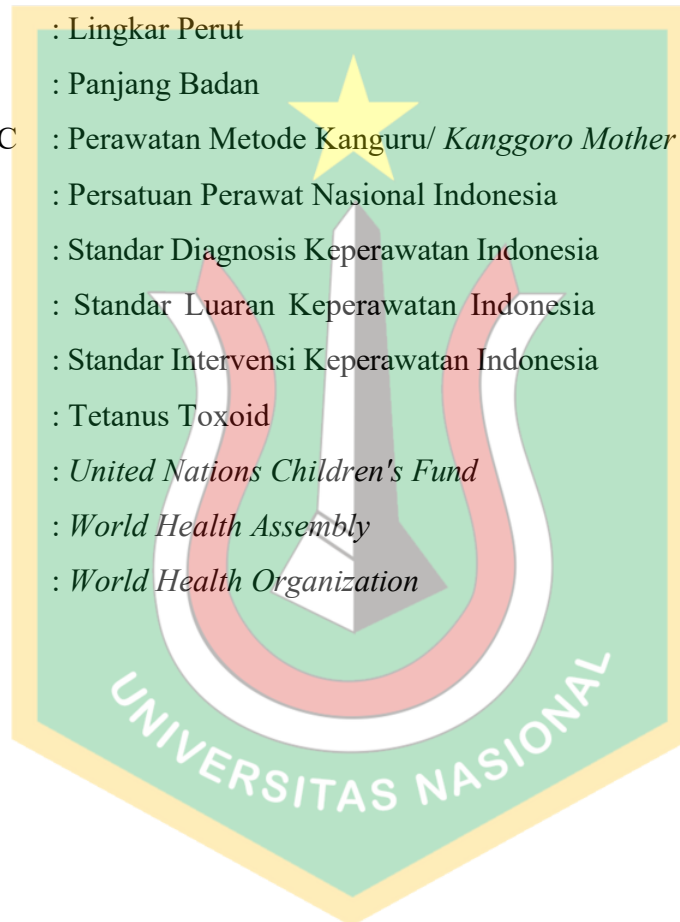 : Lingkar Perut
: Panjang Badan
C : Perawatan Metode Kanguru/ Kanggoro Mother
: Persatuan Perawat Nasional Indonesia
: Standar Diagnosis Keperawatan Indonesia
: Standar Luaran Keperawatan Indonesia
: Standar Intervensi Keperawatan Indonesia
: Tetanus Toxoid
: United Nations Children's Fund
: World Health Assembly
: World Health Organization
UNIVERSITAS NASIONAL